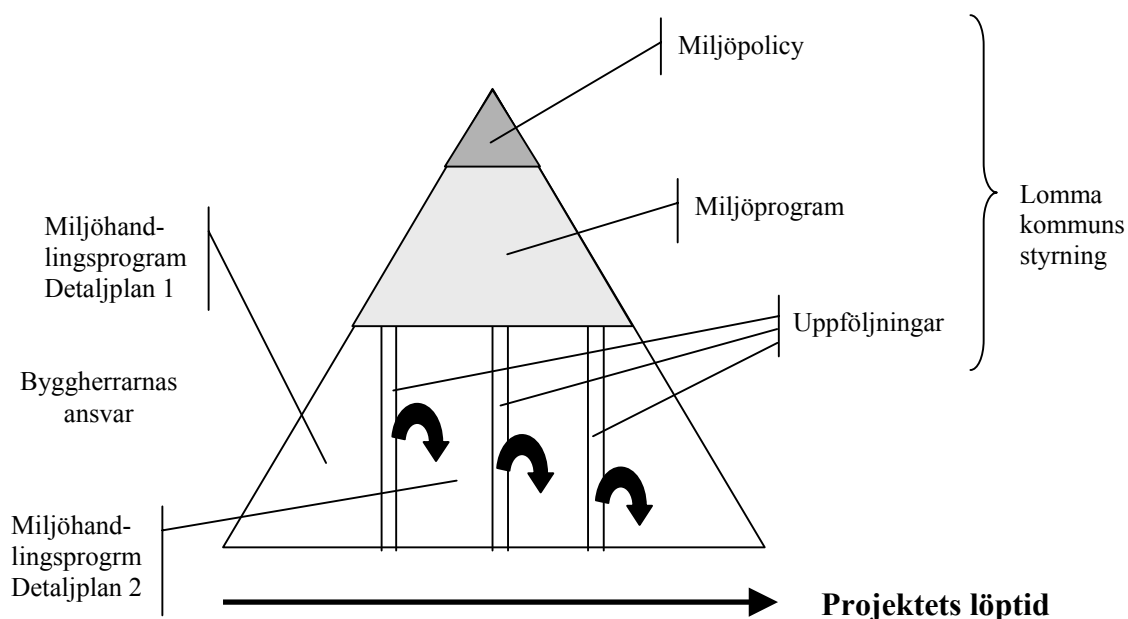 Miljöpolicy
Miljöprogram
Lomma
kommuns
styrning
Miljöhand-
lingsprogram
Detaljplan 1
Uppföljningar
Byggherrarnas
ansvar
Miljöhand-
lingsprogrm
Detaljplan 2
Projektets löptid